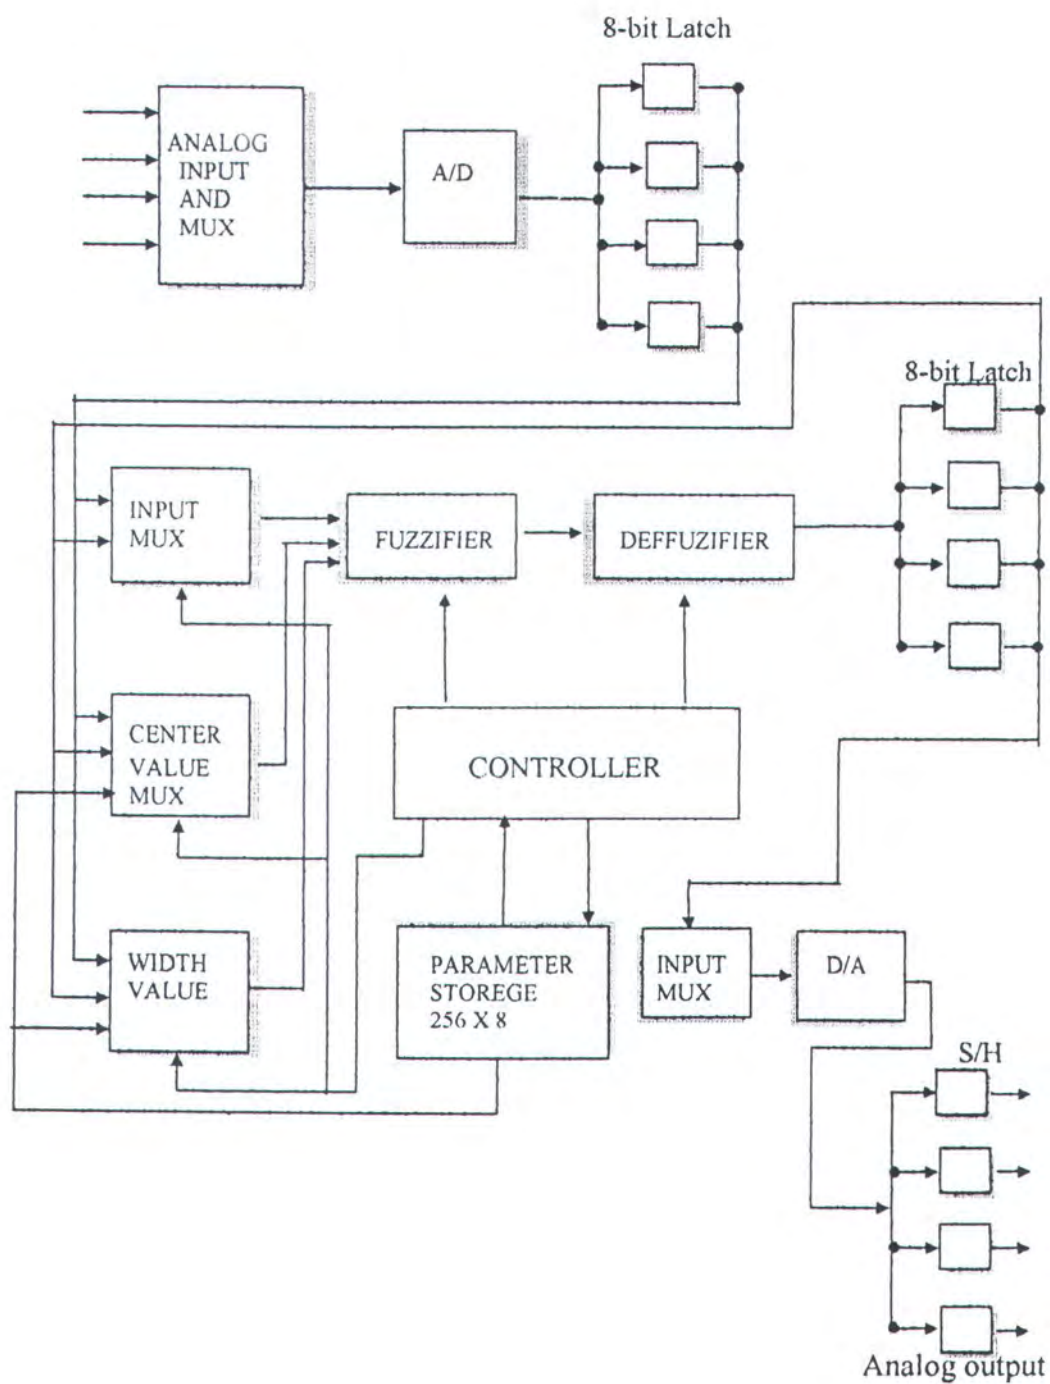 8-bit Latch
ANALOG
INPUT
AND
MUX
A/D
8-bit Latch
INPUT
MUX
FUZZIFIER
DEFFUZIFIER
CENTER
VALUE
MUX
CONTROLLER
WIDTH
VALUE
PARAMETER
STOREGE
256 X 8
INPUT
MUX
D/A
S/H
Analog output